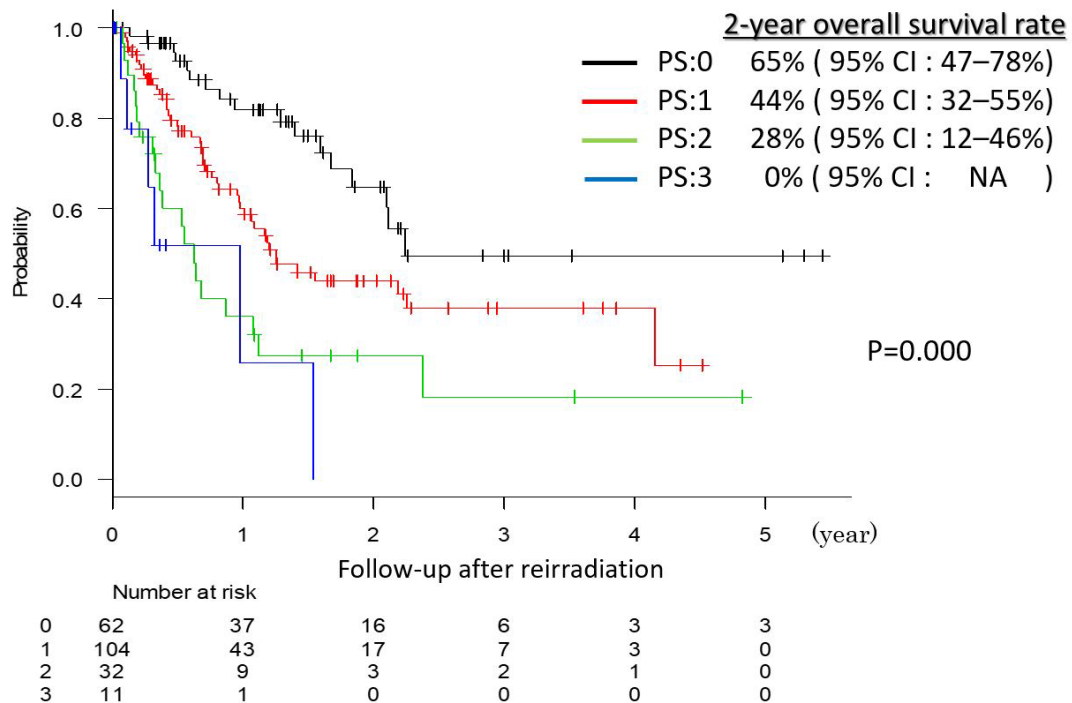 2-year overall survival rate
PS:0 65% ( 95% CI : 47–78%)
PS:1 44% ( 95% CI : 32–55%)
PS:2 28% ( 95% CI : 12–46%)
PS:3 0% ( 95% CI : NA )
1.0
0.8
0.6
0.4
0.2
0.0
Probability
P=0.000
0 1 2 3 4 5 (year)
Follow-up after reirradiation
Number at risk
0 62 37 16 6 3 3
1 104 43 17 7 3 0
2 32 9 3 2 1 0
3 11 1 0 0 0 0